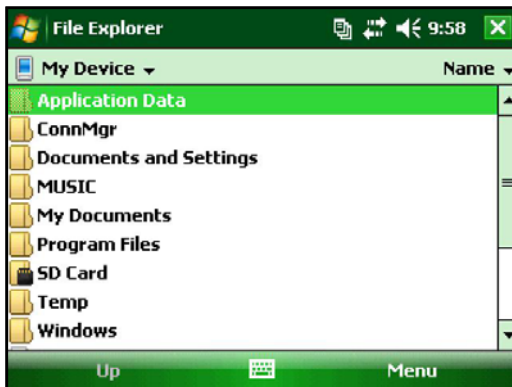 File Explorer 9:58
My Device Name
Application Data
ConnMgr
Documents and Settings
MUSIC
My Documents
Program Files
SD Card
Temp
Windows
Up Menu